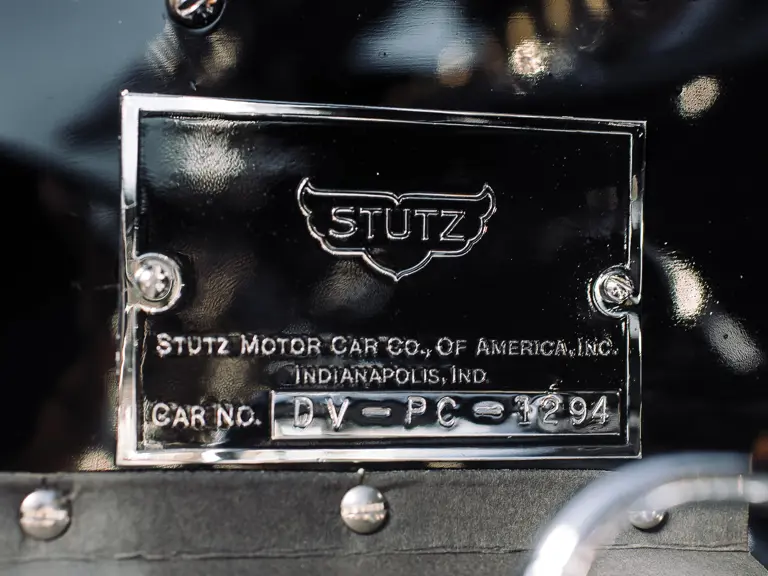 STUTZ
STUTZ MOTOR CAR CO., OF AMERICA, INC.
INDIANAPOLIS, IND.
CAR NO. DV-PC-1294